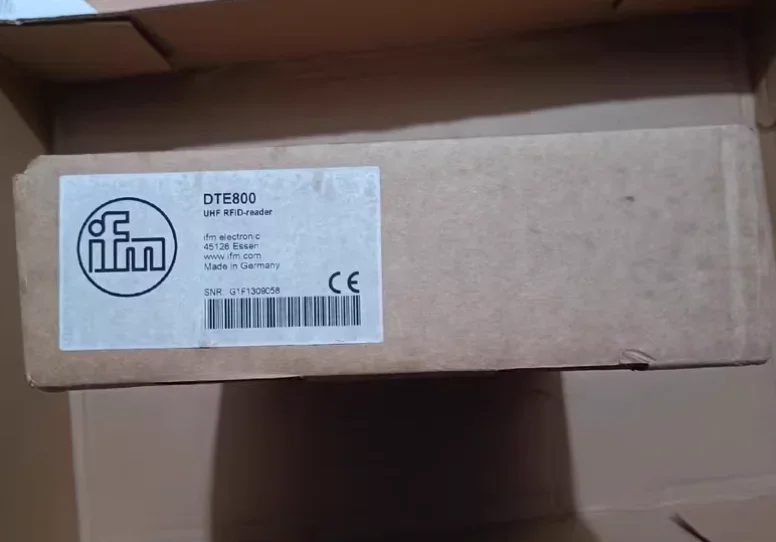 ifm
DTE800
UHF RFID-reader
ifm electronic
45128 Essen
www.ifm.com
Made in Germany
CE
SNR: G1F1309058